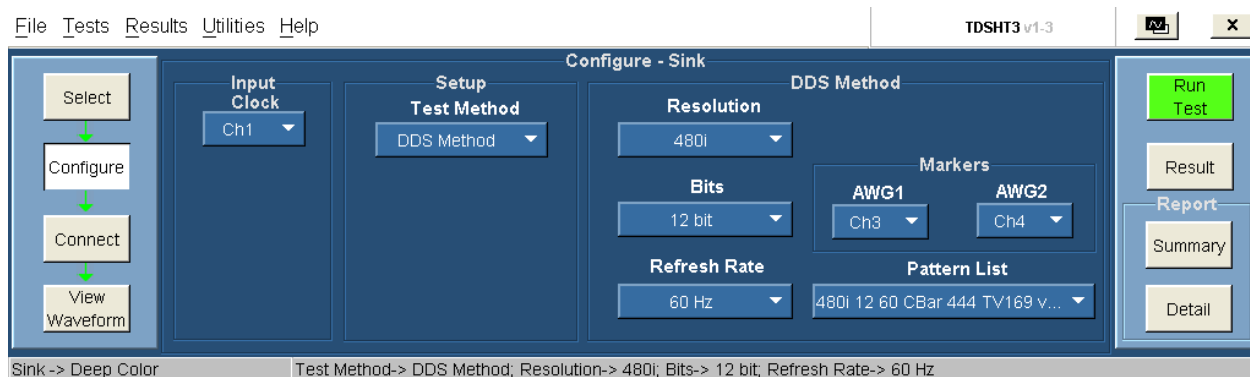 File Tests Results Utilities Help
TDSHT3 v1-3
Select
Configure
Connect
View
Waveform
Configure - Sink
Input
Clock
Ch1
Setup
Test Method
DDS Method
DDS Method
Resolution
480i
Bits
12 bit
Refresh Rate
60 Hz
Markers
AWG1
AWG2
Ch3
Ch4
Pattern List
480i 12 60 CBar 444 TV169 v...
Run
Test
Result
Report
Summary
Detail
Sink -> Deep Color
Test Method-> DDS Method; Resolution-> 480i; Bits-> 12 bit; Refresh Rate-> 60 Hz